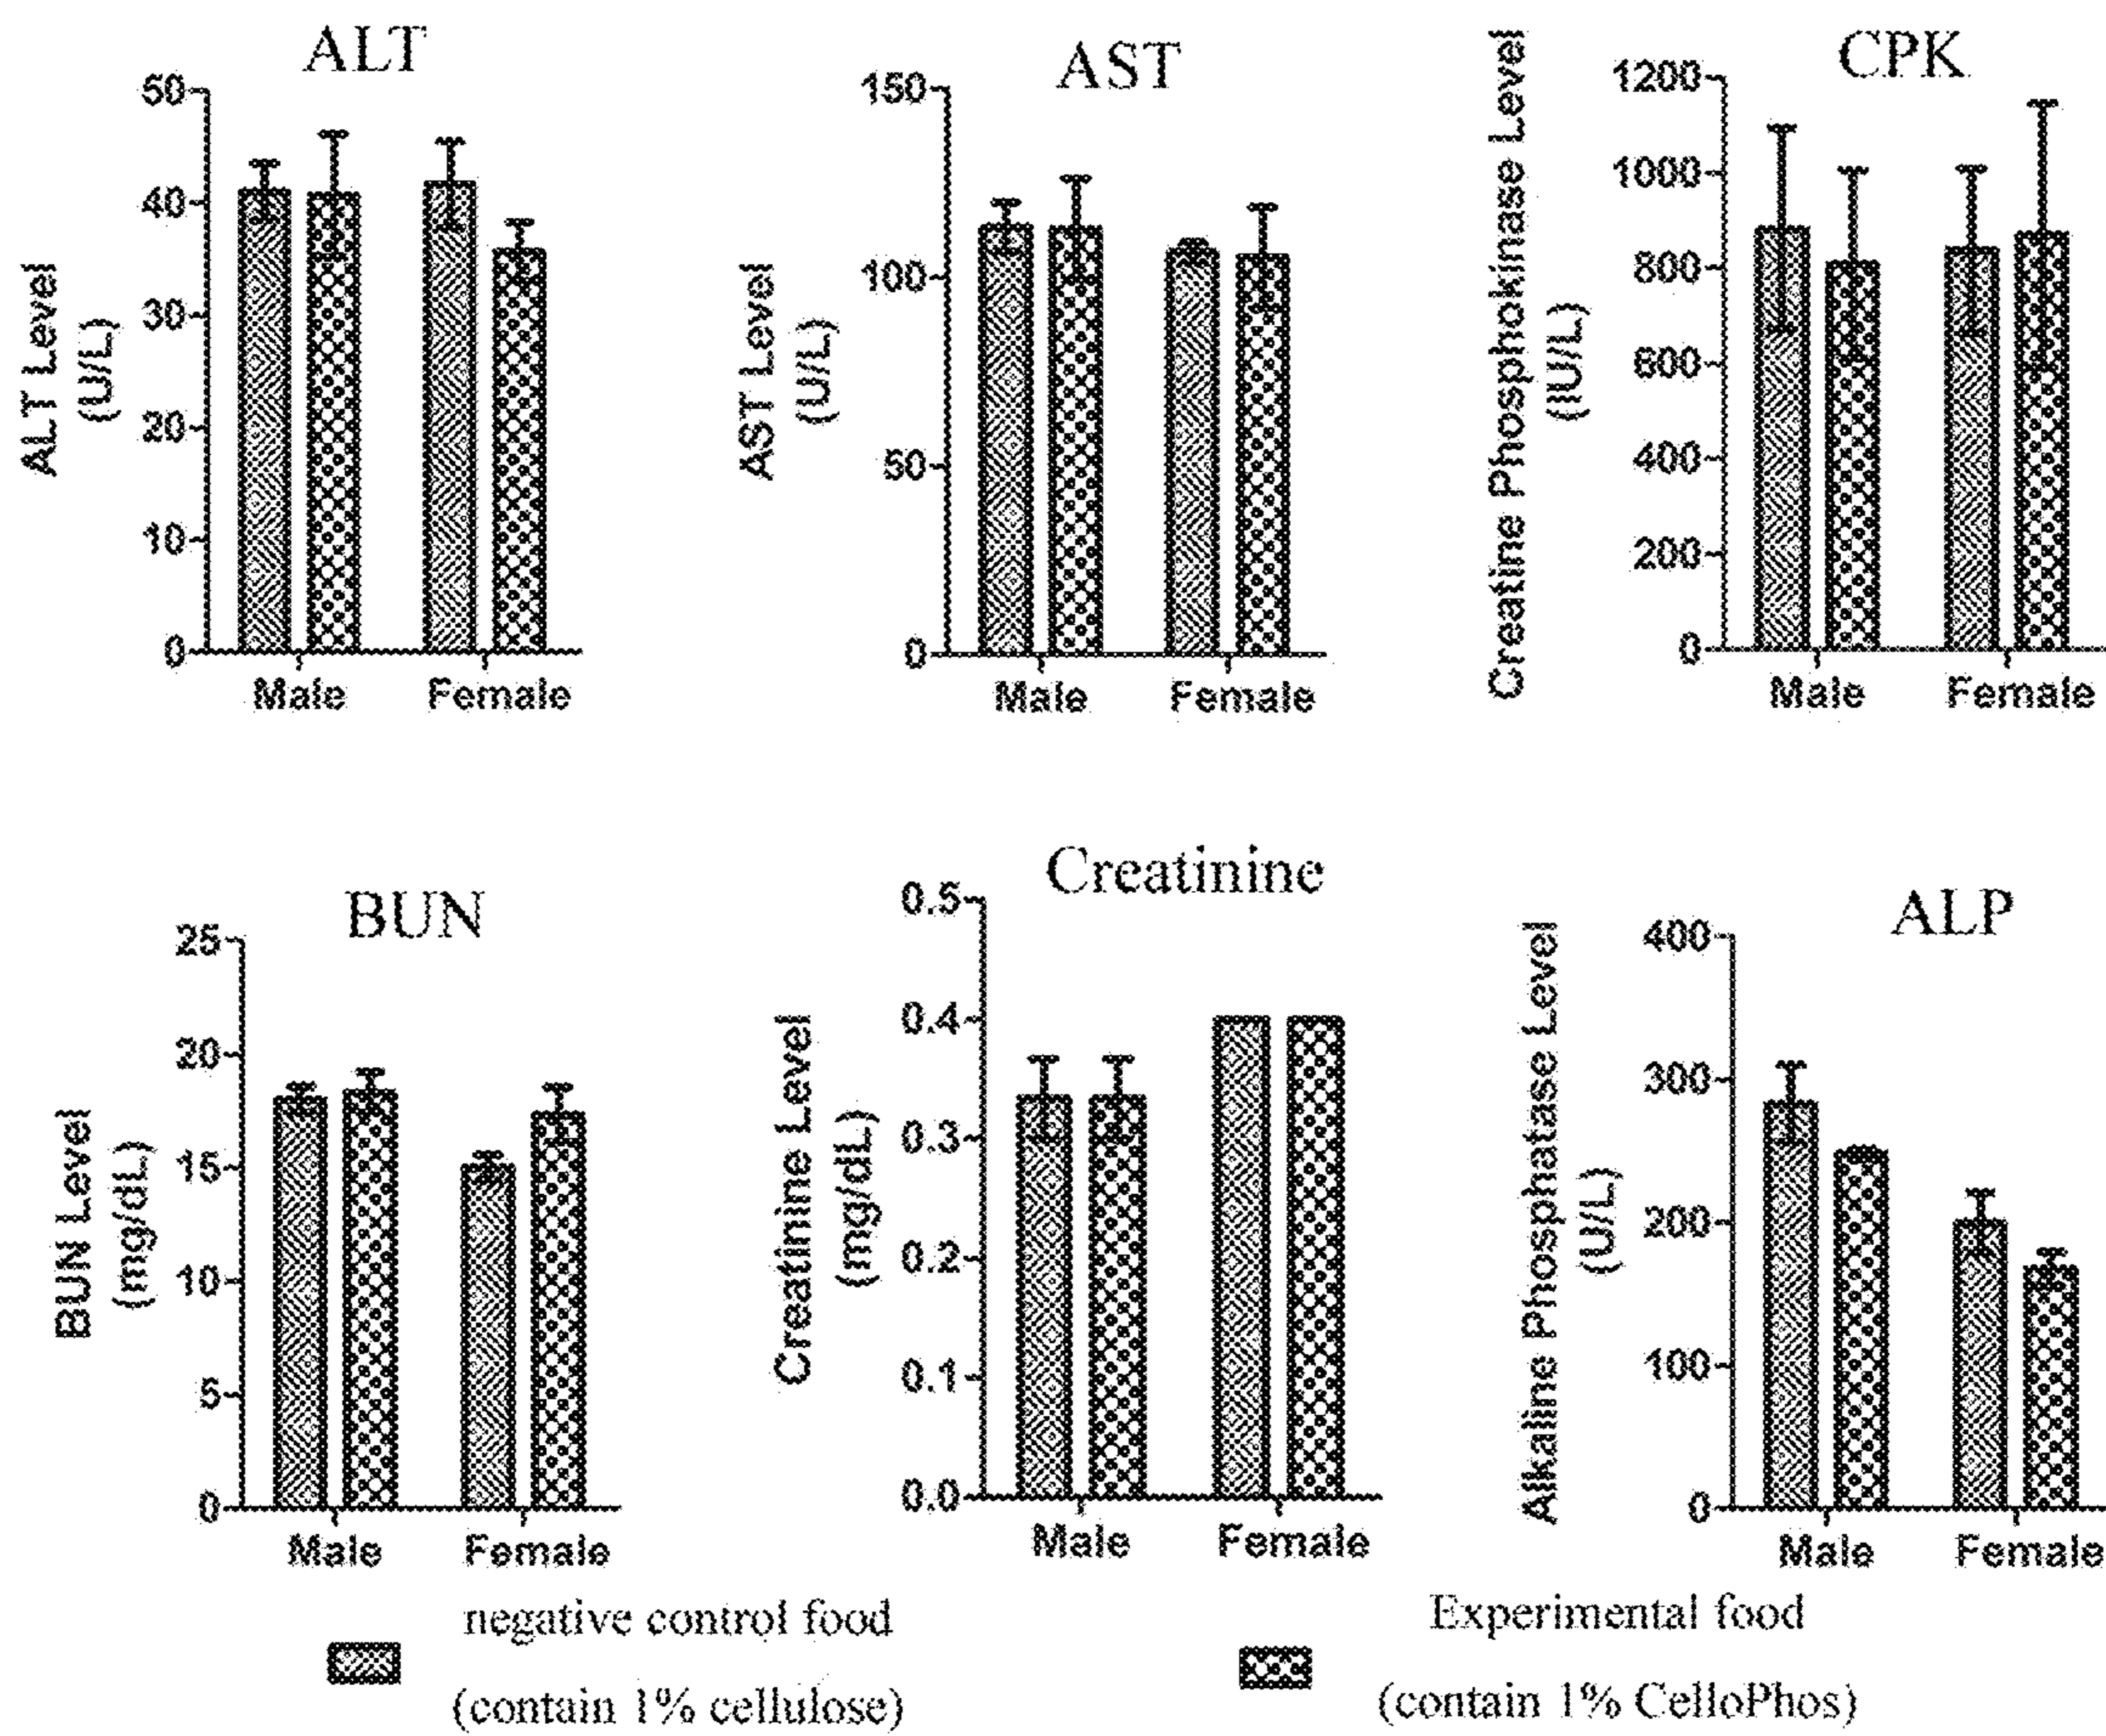 ALT
ALT Level
(U/L)
50
40
30
20
10
0
Male Female
AST
AST Level
(U/L)
150
100
50
0
Male Female
CPK
Creatine Phosphokinase Level
(IU/L)
1200
1000
800
600
400
200
0
Male Female
BUN
BUN Level
(mg/dL)
25
20
15
10
5
0
Male Female
Creatinine
Creatinine Level
(mg/dL)
0.5
0.4
0.3
0.2
0.1
0.0
Male Female
ALP
Alkaline Phosphatase Level
(U/L)
400
300
200
100
0
Male Female
negative control food
(contain 1% cellulose)
Experimental food
(contain 1% CelloPhos)